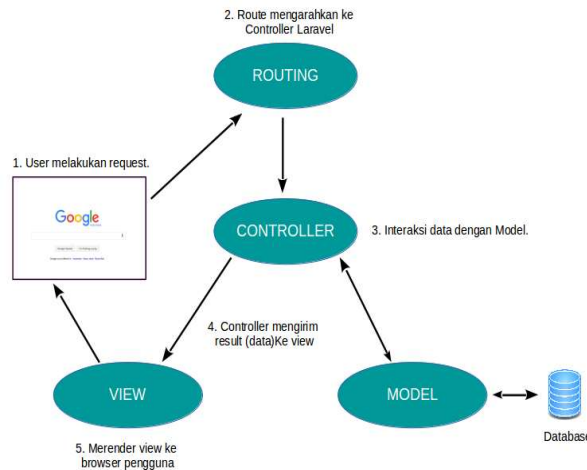 2. Route mengarahkan ke
Controller Laravel
ROUTING
1. User melakukan request.
Google
CONTROLLER
3. Interaksi data dengan Model.
4. Controller mengirim
result (data)Ke view
VIEW
MODEL
Database
5. Merender view ke
browser pengguna